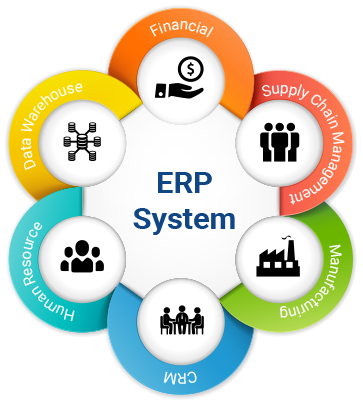 Financial
Supply Chain Management
Manufacturing
CRM
Human Resource
Data Warehouse
ERP
System
$